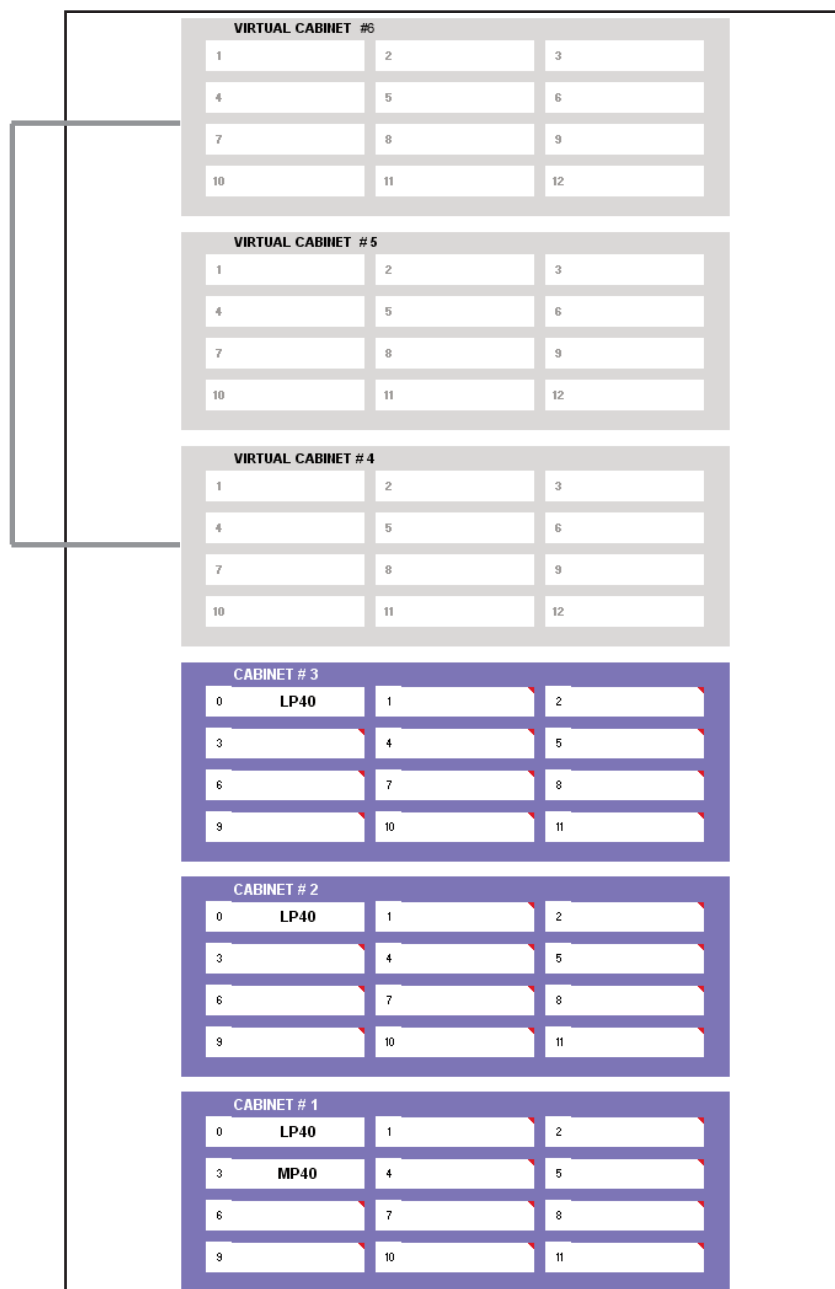 VIRTUAL CABINET #6
1 2 3
4 5 6
7 8 9
10 11 12
VIRTUAL CABINET # 5
1 2 3
4 5 6
7 8 9
10 11 12
VIRTUAL CABINET # 4
1 2 3
4 5 6
7 8 9
10 11 12
CABINET # 3
0 LP40 1 2
3 4 5
6 7 8
9 10 11
CABINET # 2
0 LP40 1 2
3 4 5
6 7 8
9 10 11
CABINET # 1
0 LP40 1 2
3 MP40 4 5
6 7 8
9 10 11